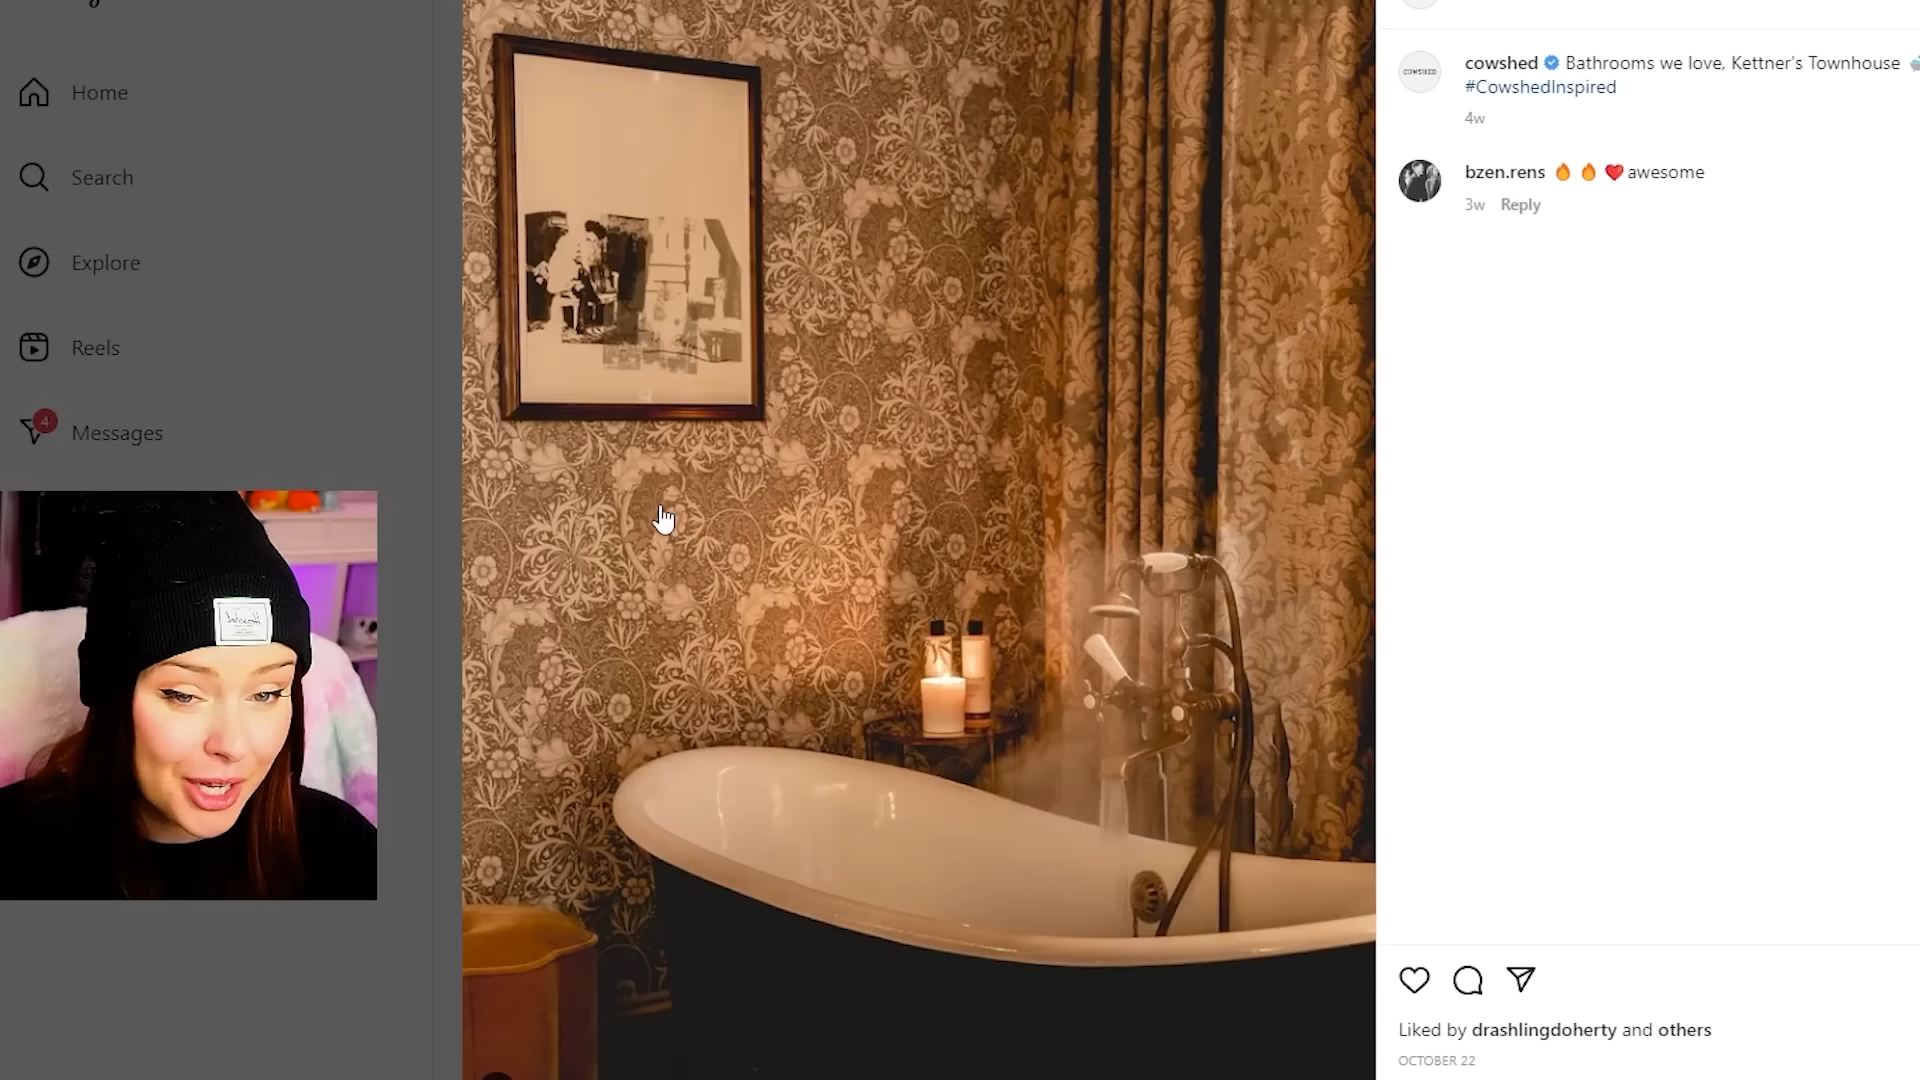 Home
Search
Explore
Reels
4
Messages
COWSHED
cowshed Bathrooms we love, Kettner's Townhouse
#CowshedInspired
4w
bzen.rens awesome
3w Reply
Liked by drashlingdoherty and others
OCTOBER 22